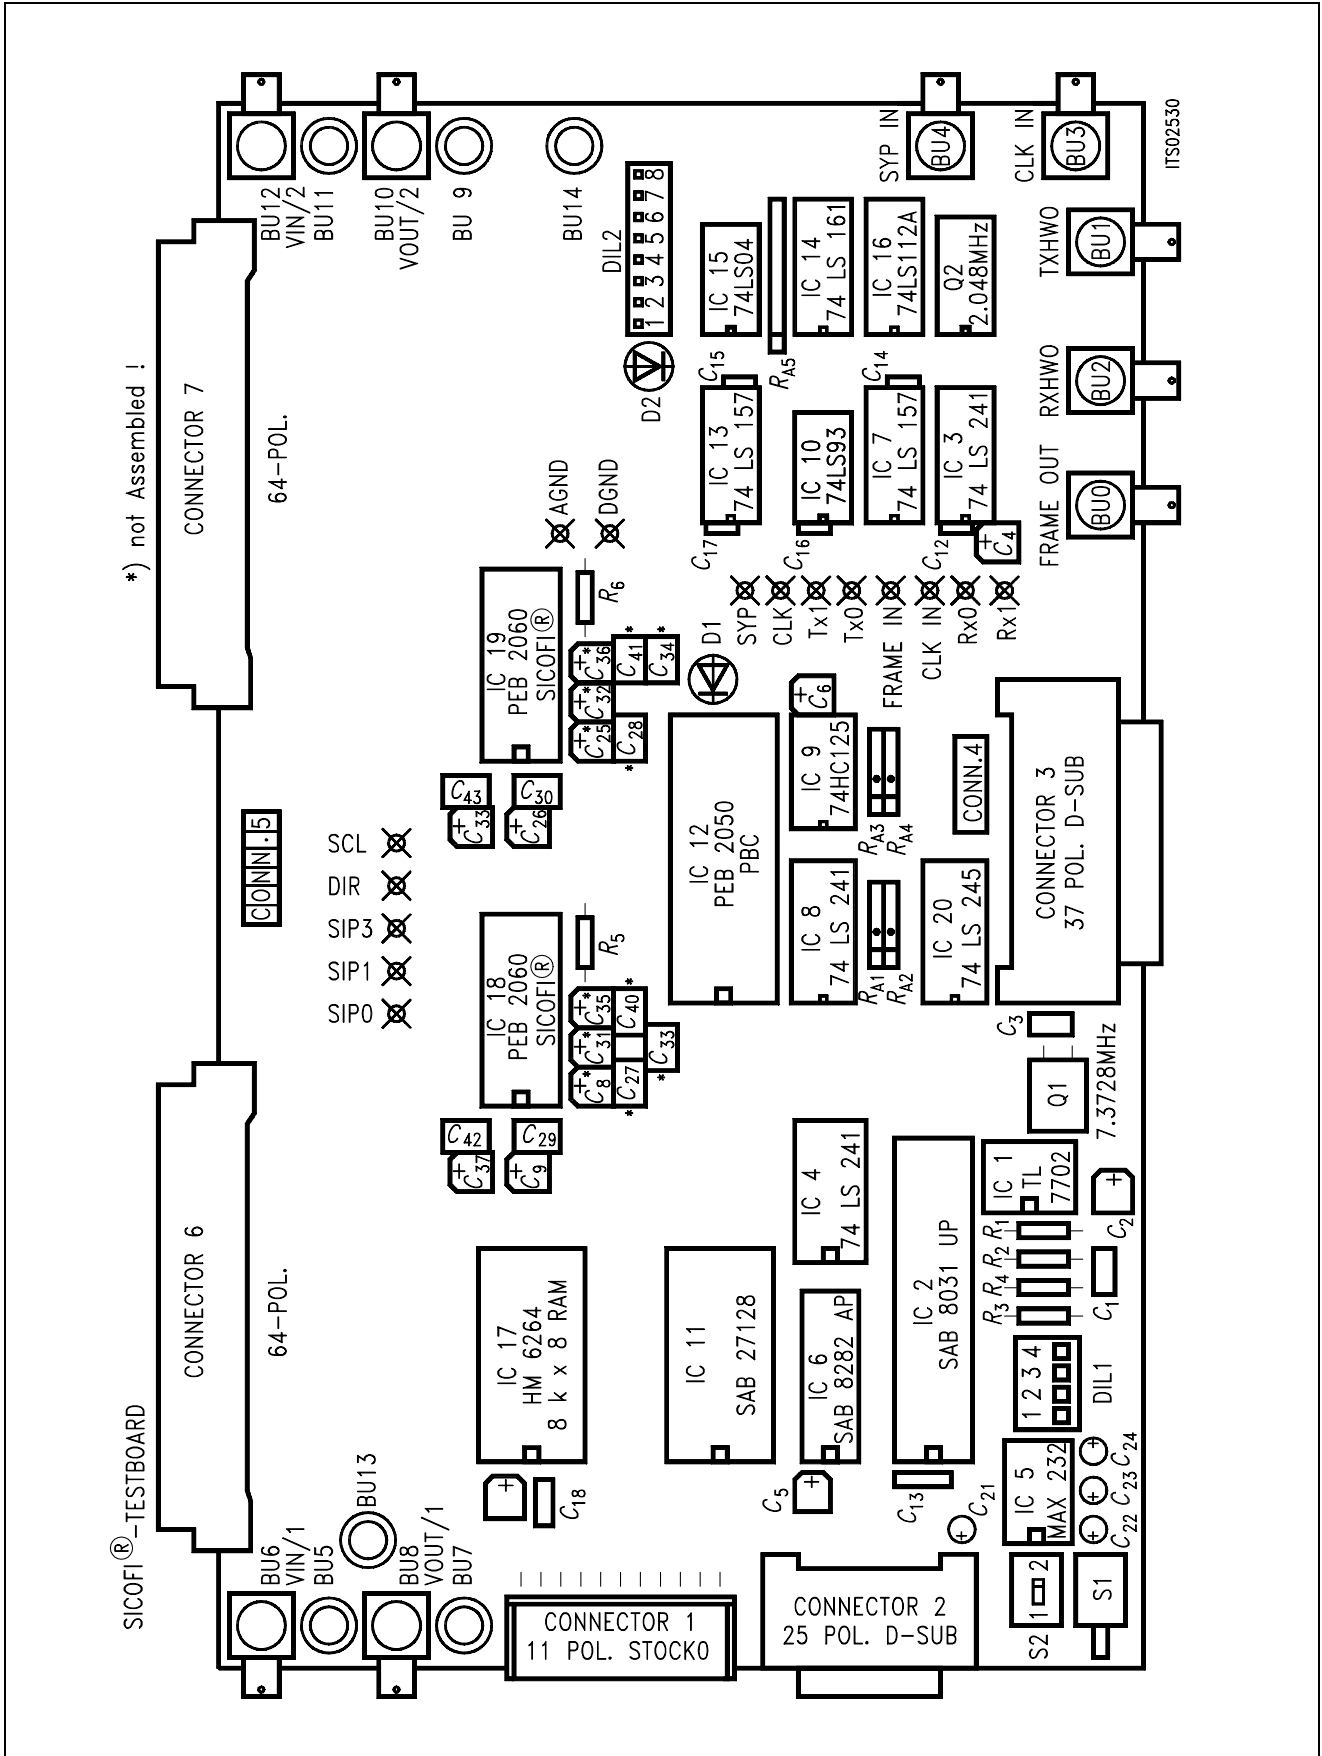 SICOFI®-TESTBOARD
*) not Assembled !
CONNECTOR 6
64-POL.
CONNECTOR 7
64-POL.
CONN.5
SCL
DIR
SIP3
SIP1
SIP0
BU6
VIN/1
BU5
BU13
BU8
VOUT/1
BU7
BU12
VIN/2
BU11
BU10
VOUT/2
BU 9
BU14
CONNECTOR 1
11 POL. STOCKO
CONNECTOR 2
25 POL. D-SUB
IC 17
HM 6264
8 k x 8 RAM
C18
IC 11
SAB 27128
C42
+
C37
C29
+
C9
IC 18
PEB 2060
SICOFI®
R5
+*
C8
+*
C31
+*
C35
C27
*
C40
*
C33
*
C43
+
C33
C30
+
C26
IC 19
PEB 2060
SICOFI®
R6
+*
C25
+*
C32
+*
C36
C28
*
C41
*
C34
*
AGND
DGND
D1
D2
DIL2
1 2 3 4 5 6 7 8
IC 12
PEB 2050
PBC
IC 4
74 LS 241
IC 6
SAB 8282 AP
+
C5
IC 2
SAB 8031 UP
C13
+
C21
IC 8
74 LS 241
IC 9
74HC125
+
C6
RA1
RA2
RA3
RA4
IC 20
74 LS 245
CONN.4
CONNECTOR 3
37 POL. D-SUB
SYP
CLK
Tx1
Tx0
FRAME IN
CLK IN
Rx0
Rx1
C17
IC 13
74 LS 157
C15
IC 15
74LS04
RA5
C16
IC 10
74LS93
IC 14
74 LS 161
IC 7
74 LS 157
C14
IC 16
74LS112A
C12
+
C4
IC 3
74 LS 241
Q2
2.048MHz
SYP IN
BU4
CLK IN
BU3
TXHWO
BU1
RXHWO
BU2
FRAME OUT
BU0
C3
Q1
7.3728MHz
IC 1
TL
7702
+
C2
R1
R2
R4
R3
C1
1 2 3 4
DIL1
IC 5
MAX 232
+
C22
+
C23
+
C24
S2
1 2
S1
ITS02530